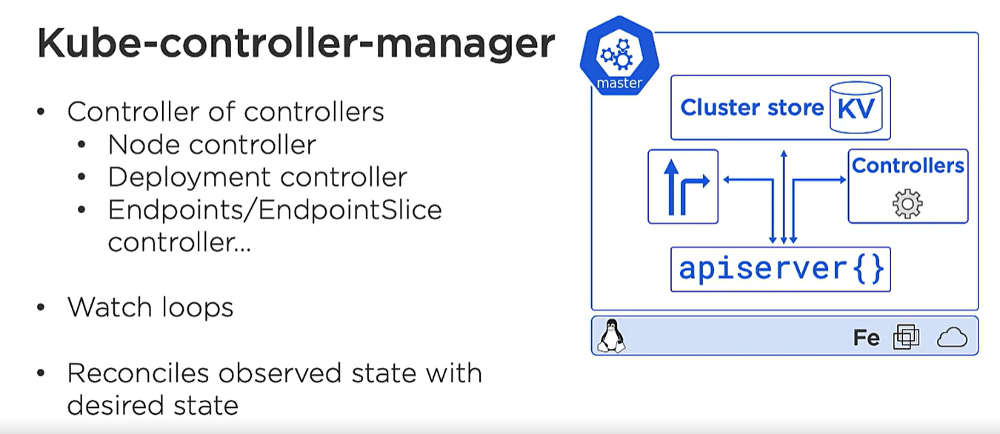 Kube-controller-manager
• Controller of controllers
• Node controller
• Deployment controller
• Endpoints/EndpointSlice
controller...
• Watch loops
• Reconciles observed state with
desired state
master
Cluster store KV
Controllers
apiserver{}
Fe